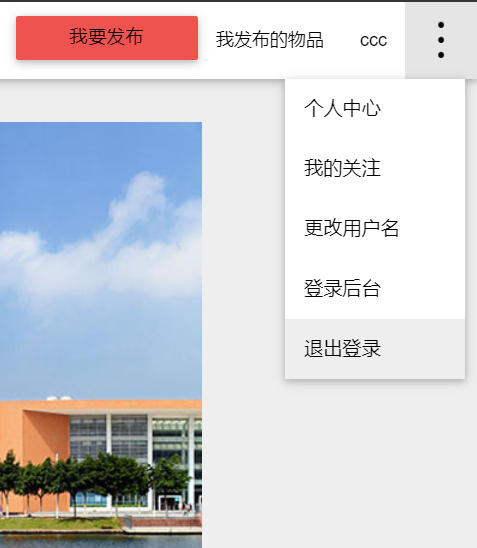 我要发布
我发布的物品
ccc
个人中心
我的关注
更改用户名
登录后台
退出登录